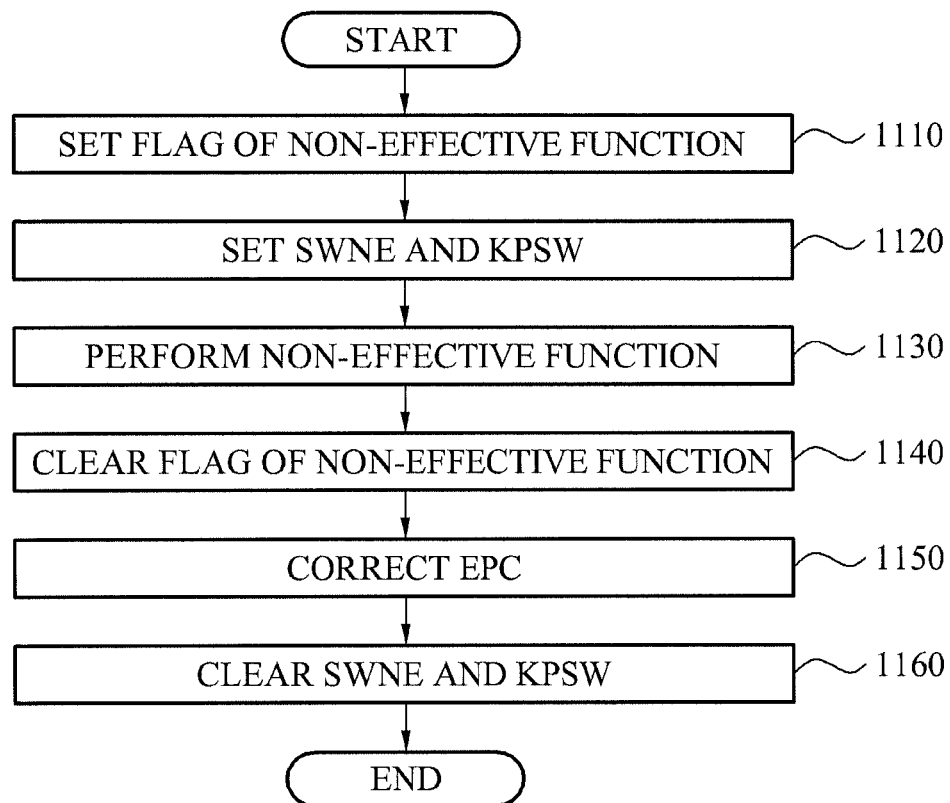 START
SET FLAG OF NON-EFFECTIVE FUNCTION
1110
SET SWNE AND KPSW
1120
PERFORM NON-EFFECTIVE FUNCTION
1130
CLEAR FLAG OF NON-EFFECTIVE FUNCTION
1140
CORRECT EPC
1150
CLEAR SWNE AND KPSW
1160
END